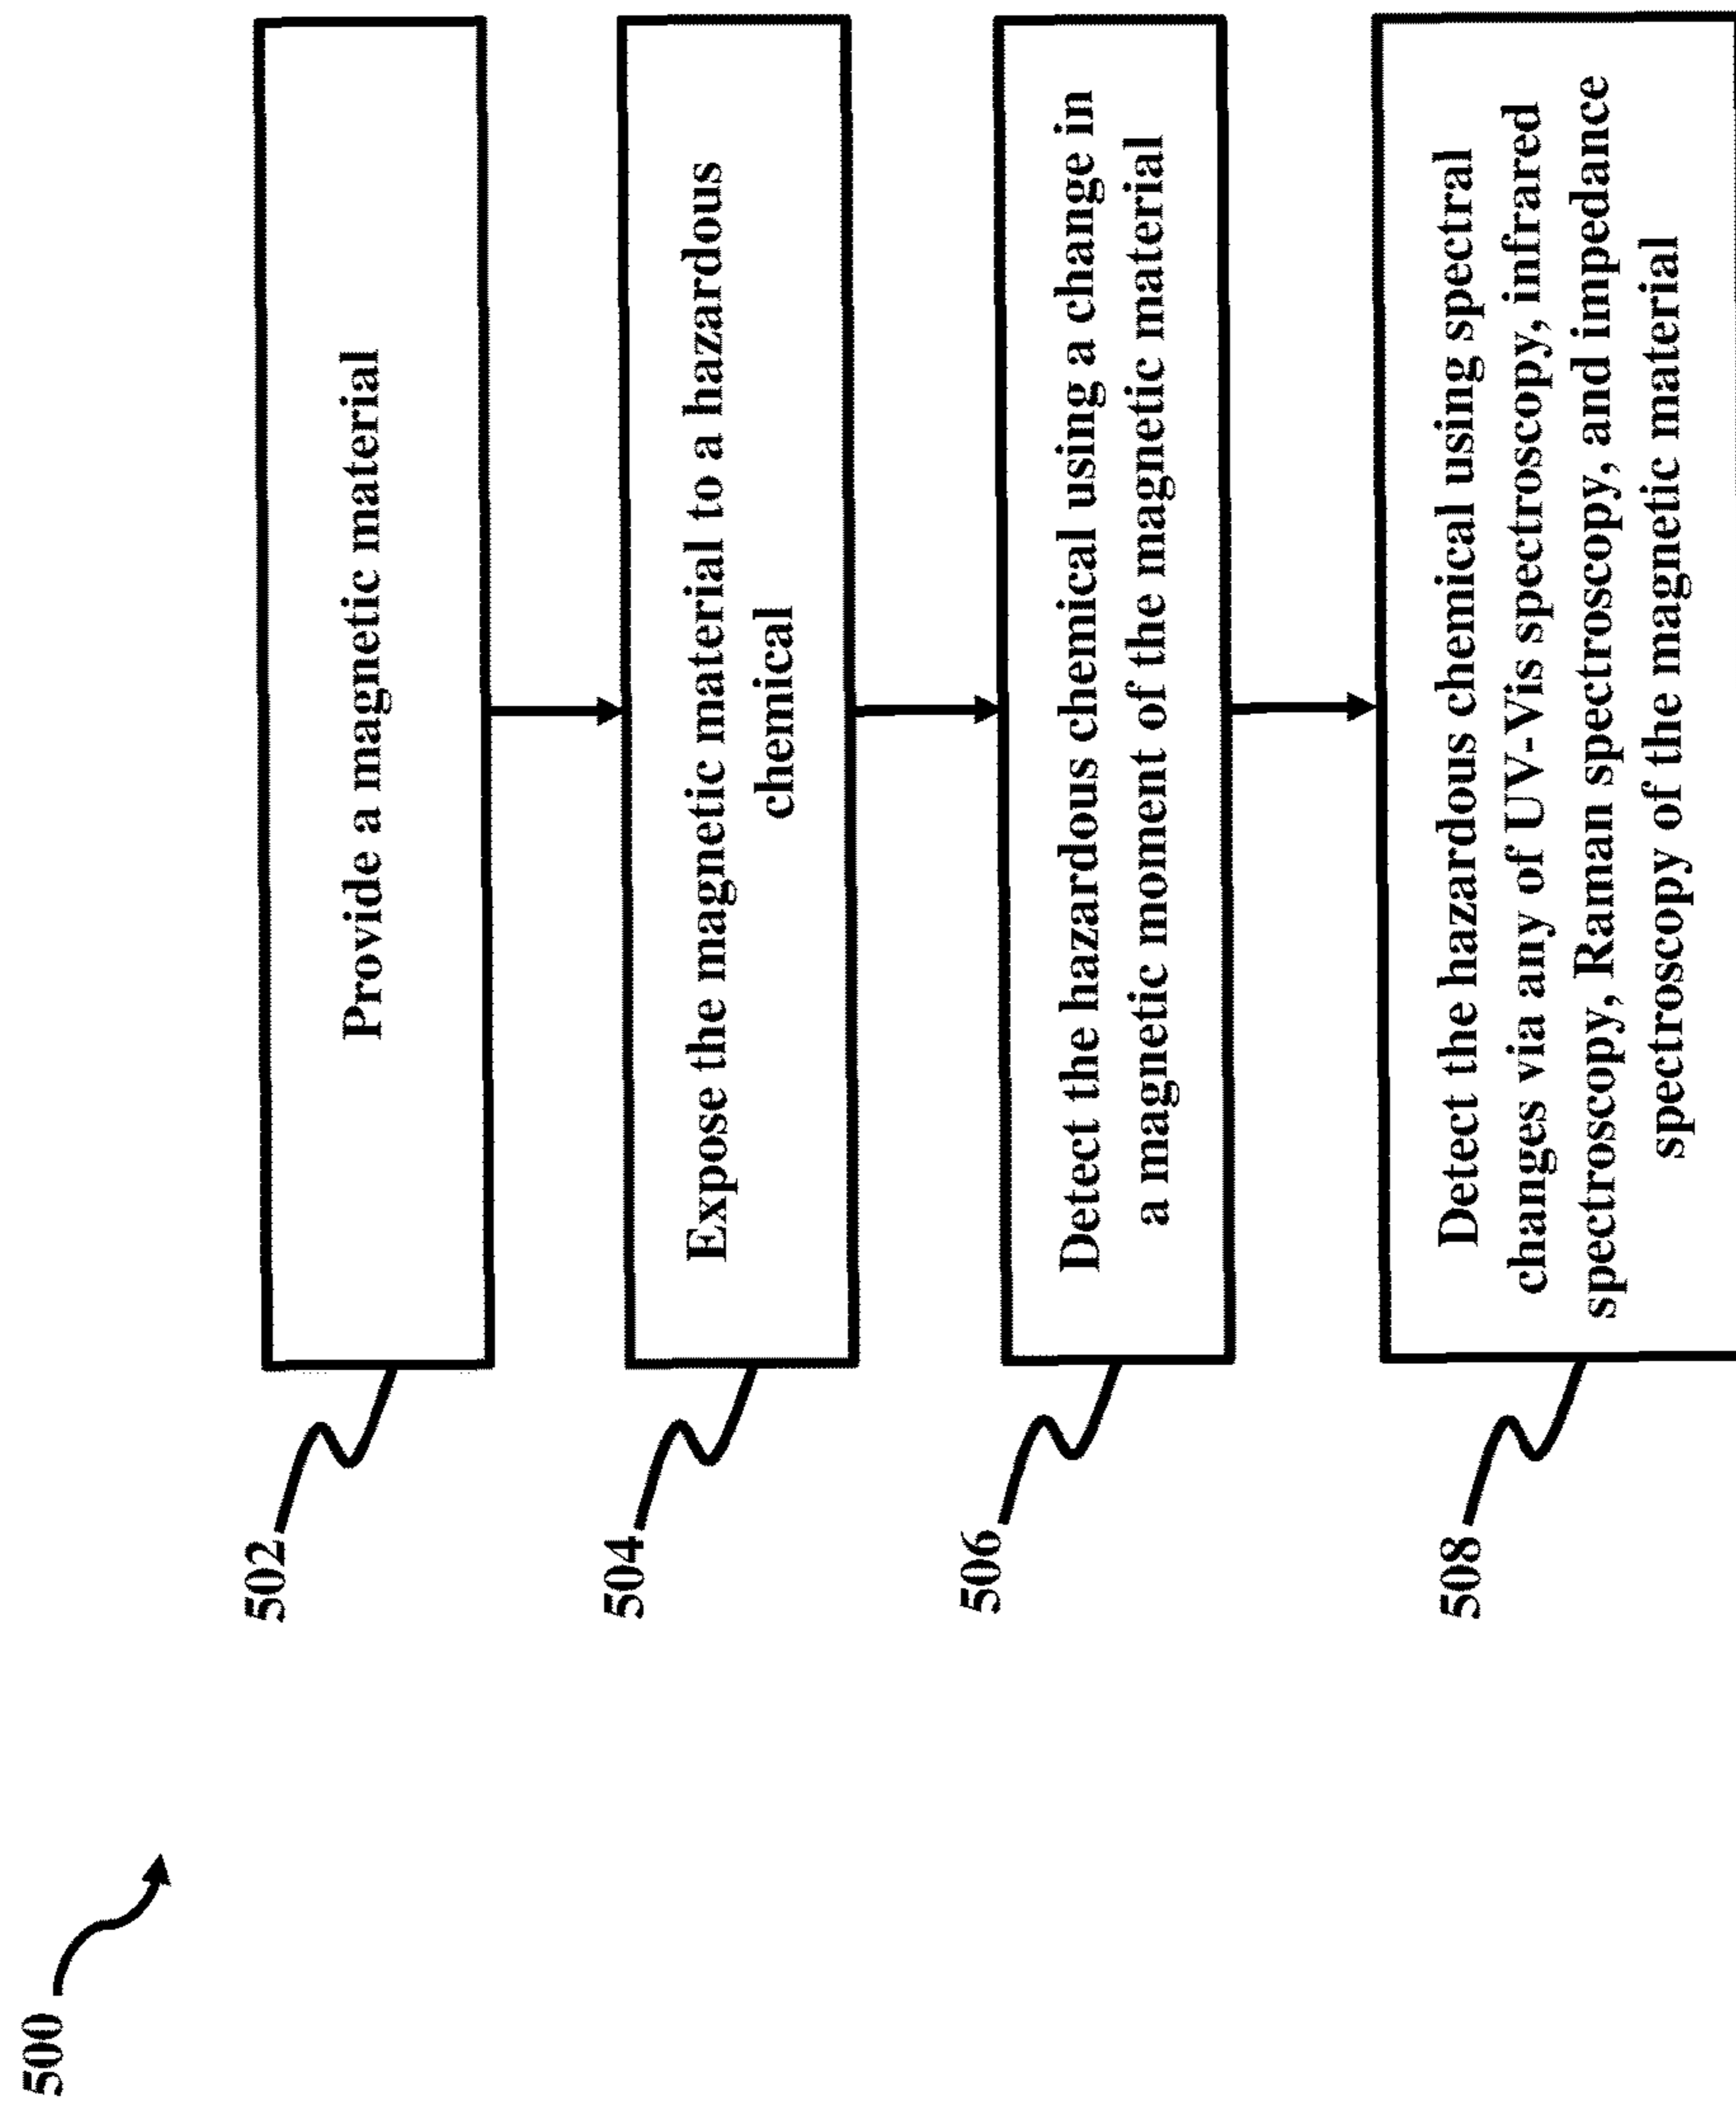 500
502
Provide a magnetic material
504
Expose the magnetic material to a hazardous
chemical
506
Detect the hazardous chemical using a change in
a magnetic moment of the magnetic material
508
Detect the hazardous chemical using spectral
changes via any of UV-Vis spectroscopy, infrared
spectroscopy, Raman spectroscopy, and impedance
spectroscopy of the magnetic material